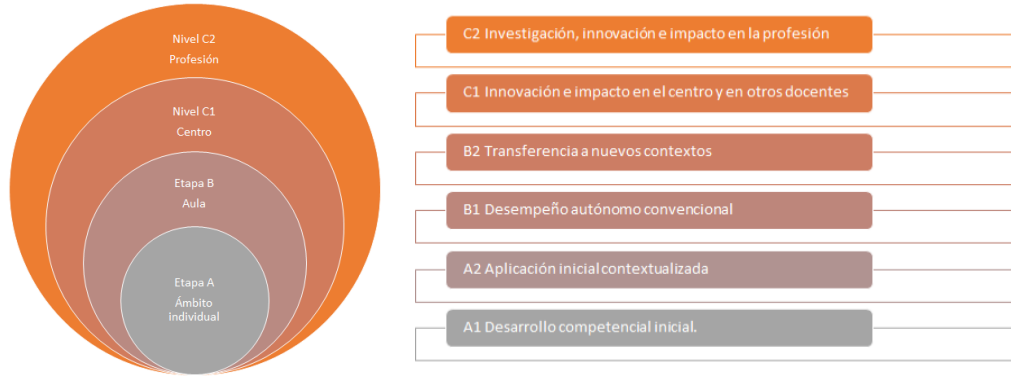 Nivel C2
Profesión
Nivel C1
Centro
Etapa B
Aula
Etapa A
Ámbito
individual
C2 Investigación, innovación e impacto en la profesión
C1 Innovación e impacto en el centro y en otros docentes
B2 Transferencia a nuevos contextos
B1 Desempeño autónomo convencional
A2 Aplicación inicial contextualizada
A1 Desarrollo competencial inicial.